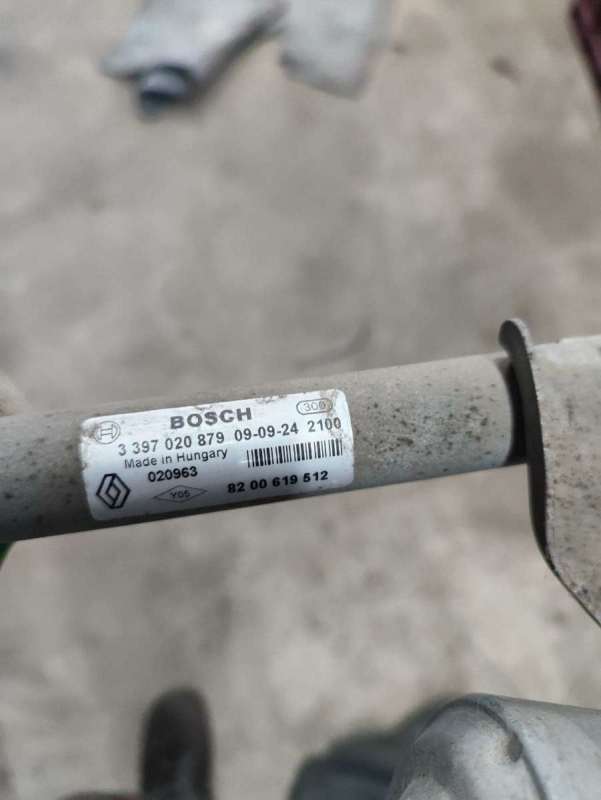 BOSCH 300
3 397 020 879 09-09-24 2100
Made in Hungary
020963
Y05 82 00 619 512